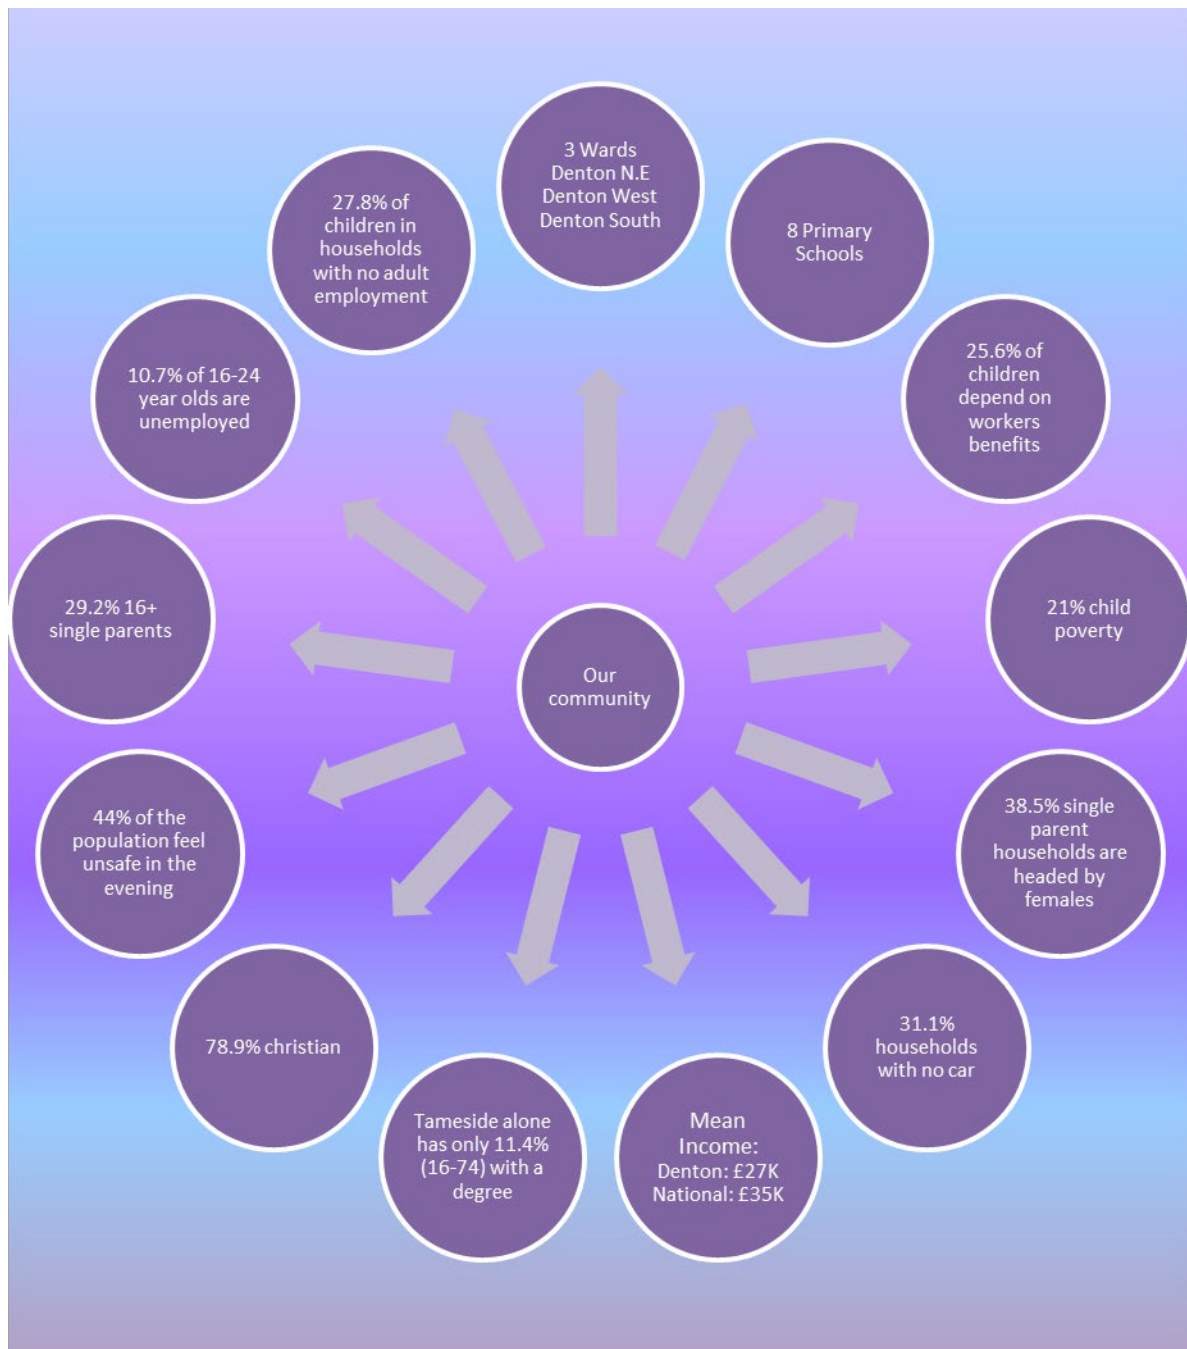 3 Wards
Denton N.E
Denton West
Denton South
8 Primary
Schools
25.6% of
children
depend on
workers
benefits
21% child
poverty
38.5% single
parent
households are
headed by
females
31.1%
households
with no car
Mean
Income:
Denton: £27K
National: £35K
Tameside alone
has only 11.4%
(16-74) with a
degree
78.9% christian
44% of the
population feel
unsafe in the
evening
29.2% 16+
single parents
10.7% of 16-24
year olds are
unemployed
27.8% of
children in
households
with no adult
employment
Our
community